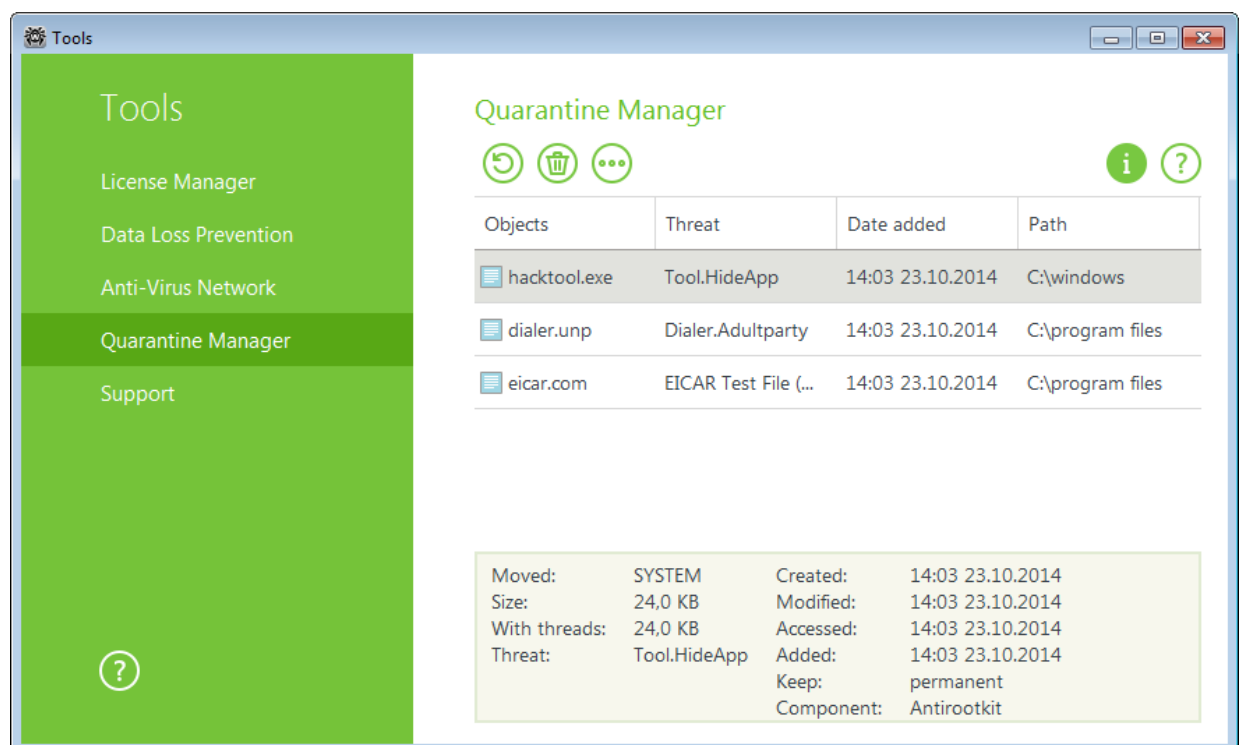 Tools
Tools
License Manager
Data Loss Prevention
Anti-Virus Network
Quarantine Manager
Support
?
Quarantine Manager
i ?
Objects Threat Date added Path
hacktool.exe Tool.HideApp 14:03 23.10.2014 C:\windows
dialer.unp Dialer.Adultparty 14:03 23.10.2014 C:\program files
eicar.com EICAR Test File (... 14:03 23.10.2014 C:\program files
Moved: SYSTEM Created: 14:03 23.10.2014
Size: 24,0 KB Modified: 14:03 23.10.2014
With threads: 24,0 KB Accessed: 14:03 23.10.2014
Threat: Tool.HideApp Added: 14:03 23.10.2014
Keep: permanent
Component: Antirootkit